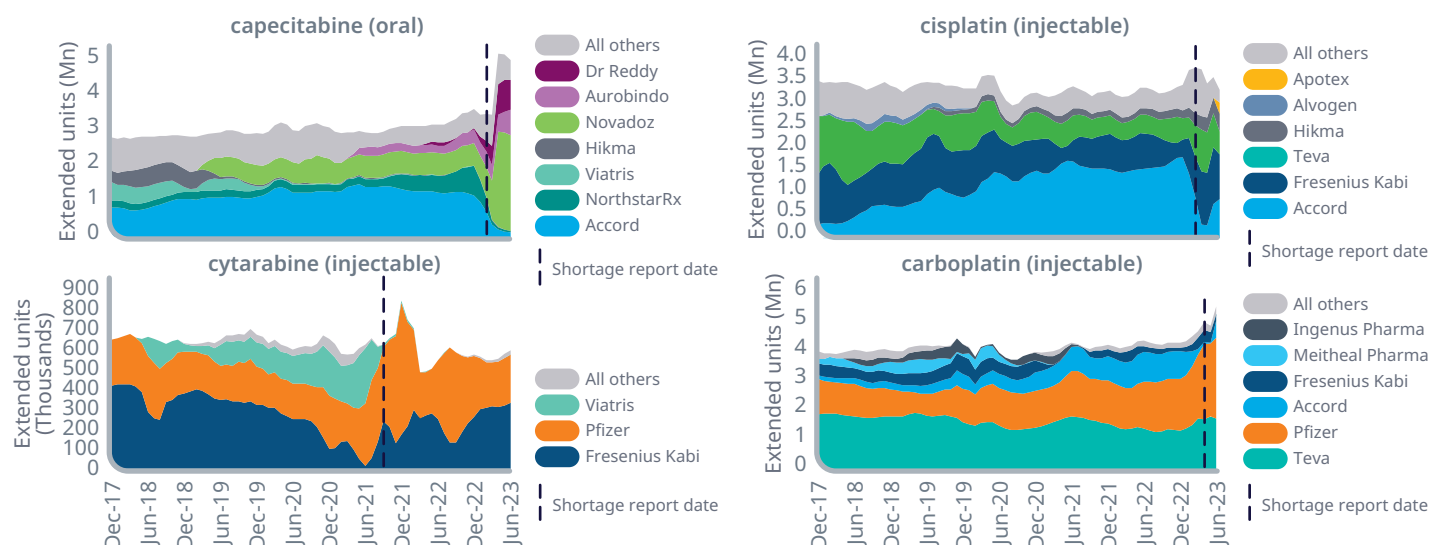 capecitabine (oral)
Extended units (Mn)
5
4
3
2
1
0
All others
Dr Reddy
Aurobindo
Novadoz
Hikma
Viatris
NorthstarRx
Accord
Shortage report date
cisplatin (injectable)
Extended units (Mn)
4.0
3.5
3.0
2.5
2.0
1.5
1.0
0.5
0.0
All others
Apotex
Alvogen
Hikma
Teva
Fresenius Kabi
Accord
Shortage report date
cytarabine (injectable)
Extended units
(Thousands)
900
800
700
600
500
400
300
200
100
0
Dec-17
Jun-18
Dec-18
Jun-19
Dec-19
Jun-20
Dec-20
Jun-21
Dec-21
Jun-22
Dec-22
Jun-23
All others
Viatris
Pfizer
Fresenius Kabi
Shortage report date
carboplatin (injectable)
Extended units (Mn)
6
5
4
3
2
1
0
Dec-17
Jun-18
Dec-18
Jun-19
Dec-19
Jun-20
Dec-20
Jun-21
Dec-21
Jun-22
Dec-22
Jun-23
All others
Ingenus Pharma
Meitheal Pharma
Fresenius Kabi
Accord
Pfizer
Teva
Shortage report date